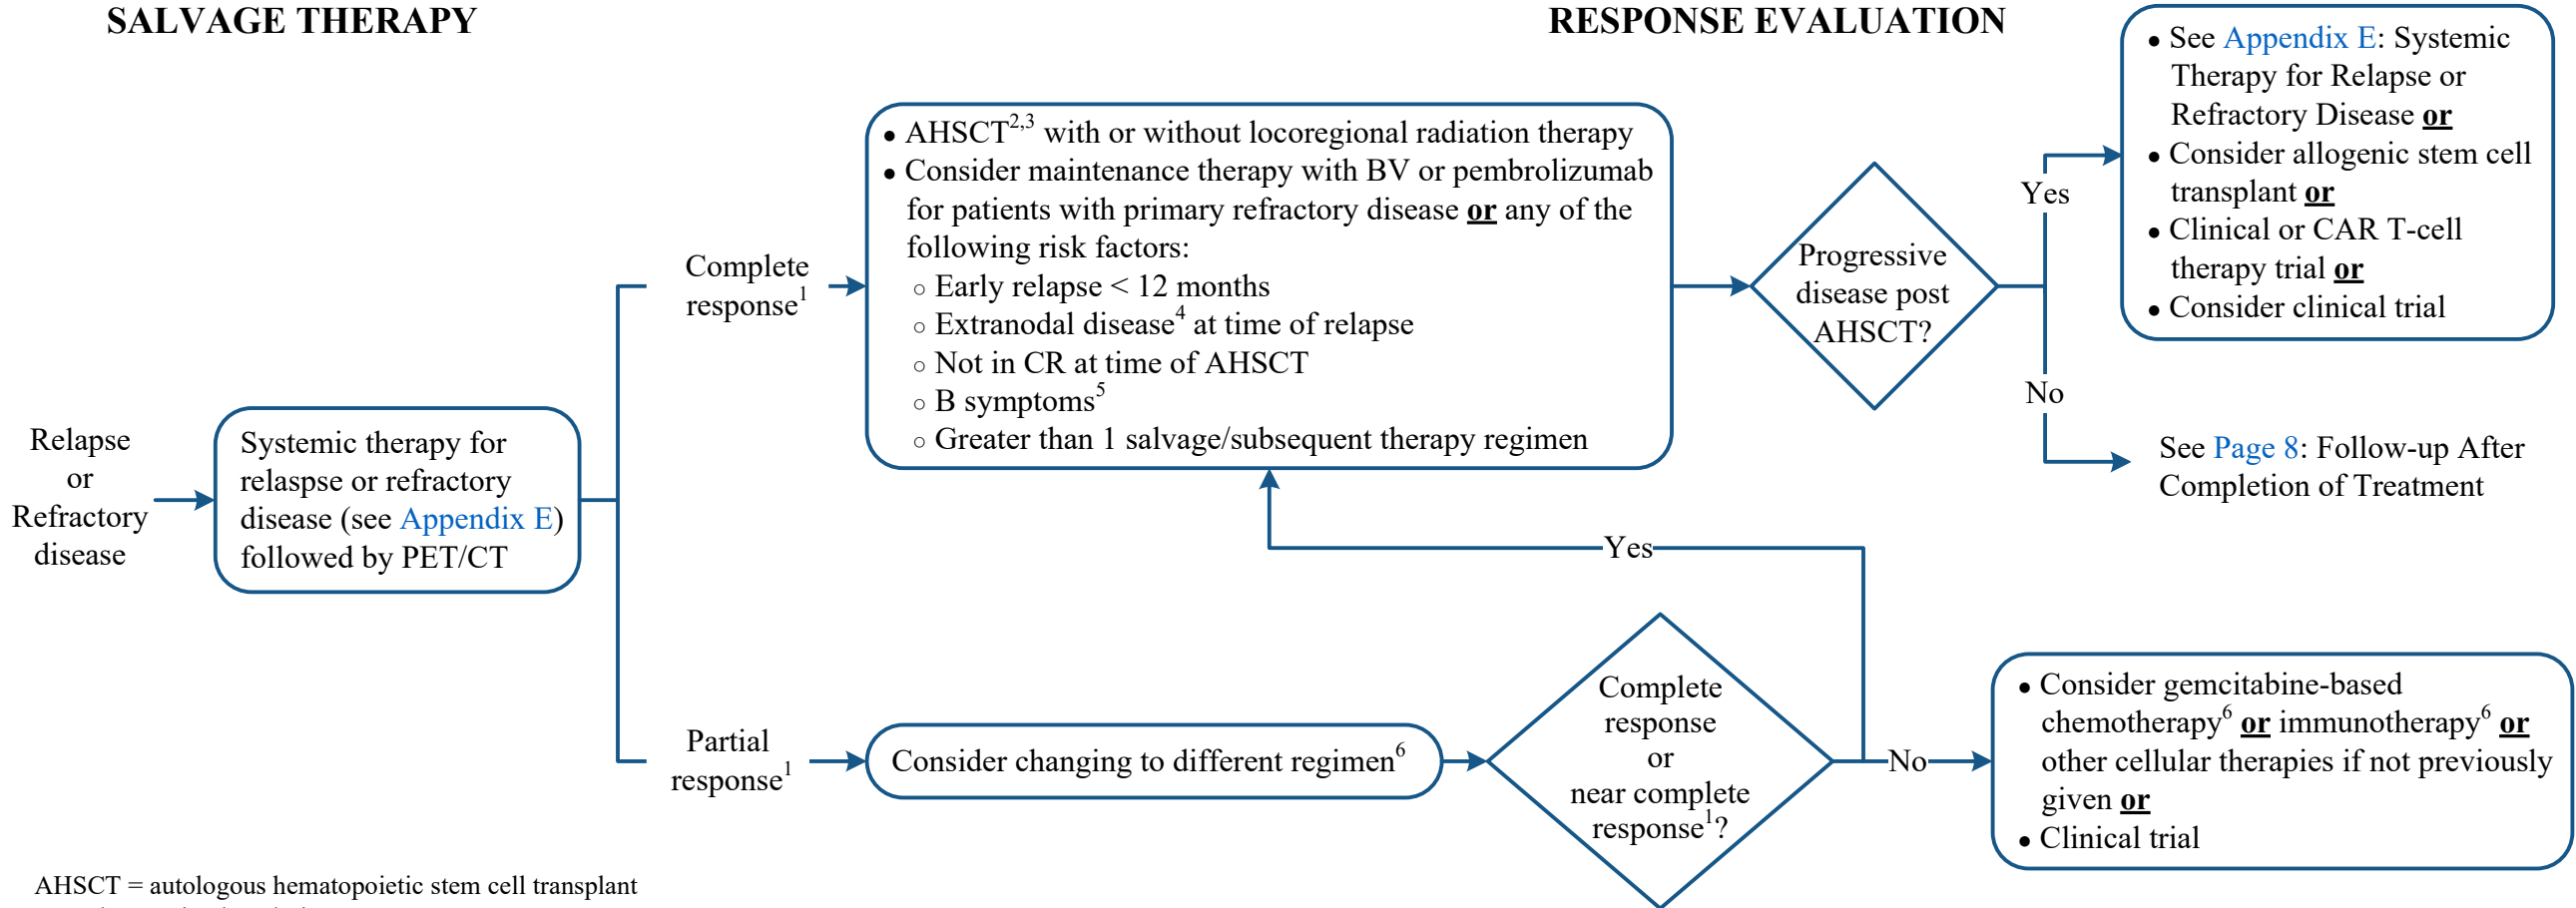 SALVAGE THERAPY
RESPONSE EVALUATION
Relapse
or
Refractory
disease
Systemic therapy for
relaspse or refractory
disease (see Appendix E)
followed by PET/CT
Complete
response1
● AHSCT2,3 with or without locoregional radiation therapy
● Consider maintenance therapy with BV or pembrolizumab
for patients with primary refractory disease or any of the
following risk factors:
○ Early relapse < 12 months
○ Extranodal disease4 at time of relapse
○ Not in CR at time of AHSCT
○ B symptoms5
○ Greater than 1 salvage/subsequent therapy regimen
Progressive
disease post
AHSCT?
Yes
● See Appendix E: Systemic
Therapy for Relapse or
Refractory Disease or
● Consider allogenic stem cell
transplant or
● Clinical or CAR T-cell
therapy trial or
● Consider clinical trial
No
See Page 8: Follow-up After
Completion of Treatment
Partial
response1
Consider changing to different regimen6
Complete
response
or
near complete
response1?
Yes
No
● Consider gemcitabine-based
chemotherapy6 or immunotherapy6 or
other cellular therapies if not previously
given or
● Clinical trial
AHSCT = autologous hematopoietic stem cell transplant